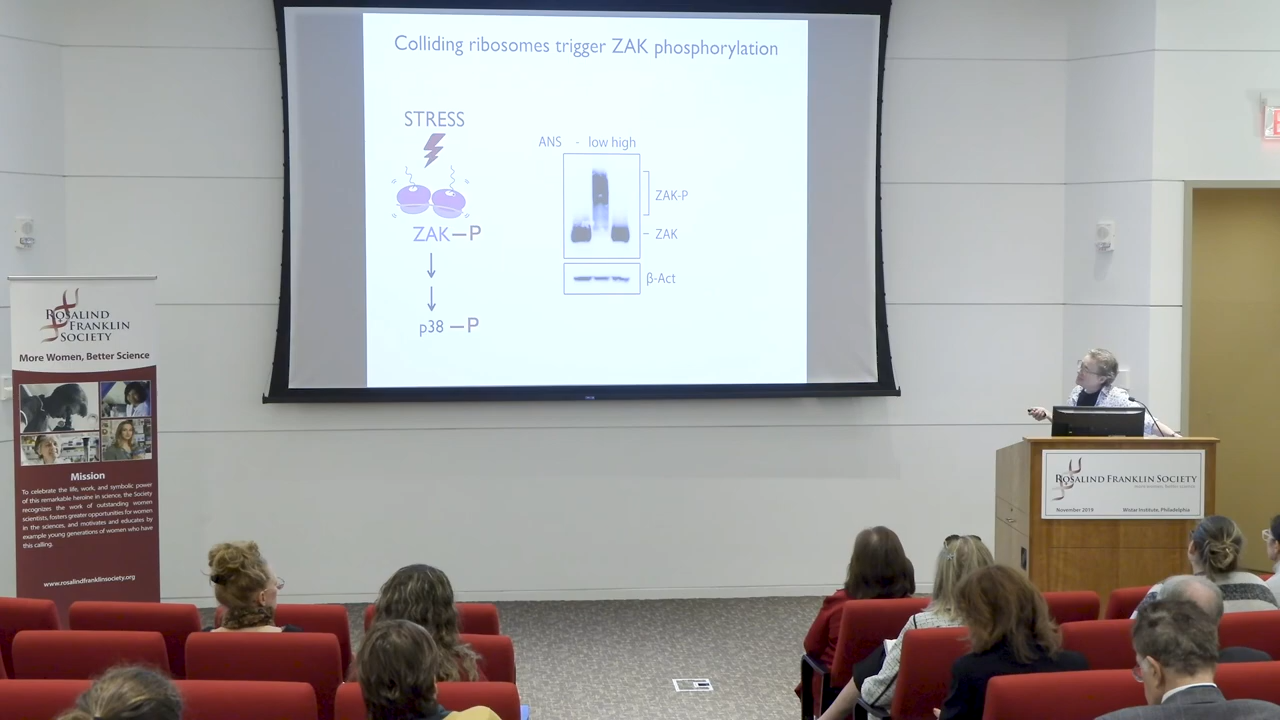 Colliding ribosomes trigger ZAK phosphorylation
STRESS
ZAK—P
p38 —P
ANS - low high
ZAK-P
ZAK
β-Act
ROSALIND
FRANKLIN
SOCIETY
More Women, Better Science
Mission
To celebrate the life, work, and symbolic power
of this remarkable heroine in science, the Society
recognizes the work of outstanding women
scientists, fosters greater opportunities for women
in the sciences, and motivates and educates by
example young generations of women who have
this calling.
www.rosalindfranklinsociety.org
ROSALIND FRANKLIN SOCIETY
November 2019 Wistar Institute, Philadelphia
E